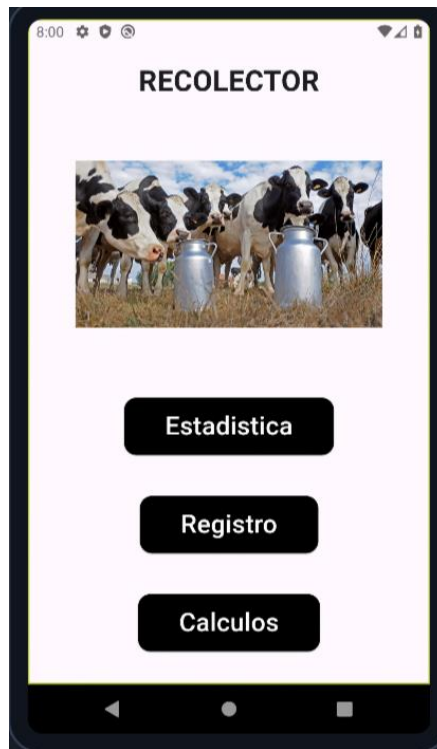 8:00
RECOLECTOR
Estadistica
Registro
Calculos